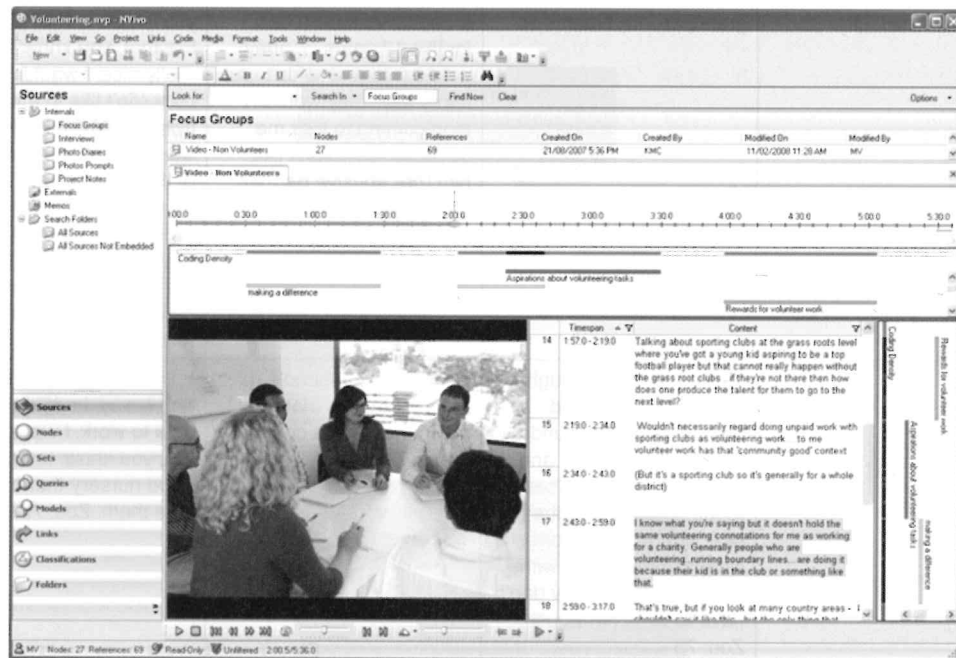 Volunteering.nvp - NVivo
File Edit View Go Project Links Code Media Format Tools Window Help
New
A B I U
Sources
Internals
Focus Groups
Interviews
Photo Diaries
Photos Prompts
Project Notes
Externals
Memos
Search Folders
All Sources
All Sources Not Embedded
Sources
Nodes
Sets
Queries
Models
Links
Classifications
Folders
Look for: Search In Focus Groups Find Now Clear Options
Focus Groups
Name Nodes References Created On Created By Modified On Modified By
Video - Non Volunteers 27 69 21/08/2007 5:36 PM KMC 11/02/2008 11:28 AM MV
Video - Non Volunteers
0:30.0 1:00.0 1:30.0 2:00.0 2:30.0 3:00.0 3:30.0 4:00.0 4:30.0 5:00.0 5:30.0
Coding Density
Aspirations about volunteering tasks
making a difference
Rewards for volunteer work
Timespan Content
14 1:57.0 - 2:19.0 Talking about sporting clubs at the grass roots level
where you've got a young kid aspiring to be a top
football player but that cannot really happen without
the grass root clubs... if they're not there then how
does one produce the talent for them to go to the
next level?
15 2:19.0 - 2:34.0 Wouldn't necessarily regard doing unpaid work with
sporting clubs as volunteering work... to me
volunteer work has that 'community good' context
16 2:34.0 - 2:43.0 (But it's a sporting club so it's generally for a whole
district)
17 2:43.0 - 2:59.0 I know what you're saying but it doesn't hold the
same volunteering connotations for me as working
for a charity. Generally people who are
volunteering...running boundary lines...are doing it
because their kid is in the club or something like
that.
18 2:59.0 - 3:17.0 That's true, but if you look at many country areas - I
shouldn't say it like this... but the only thing that
Coding Density
Aspirations about volunteering tasks
making a difference
Rewards for volunteer work
MV Nodes: 27 References: 69 Read-Only Unfiltered 2:00.5/5:36.0